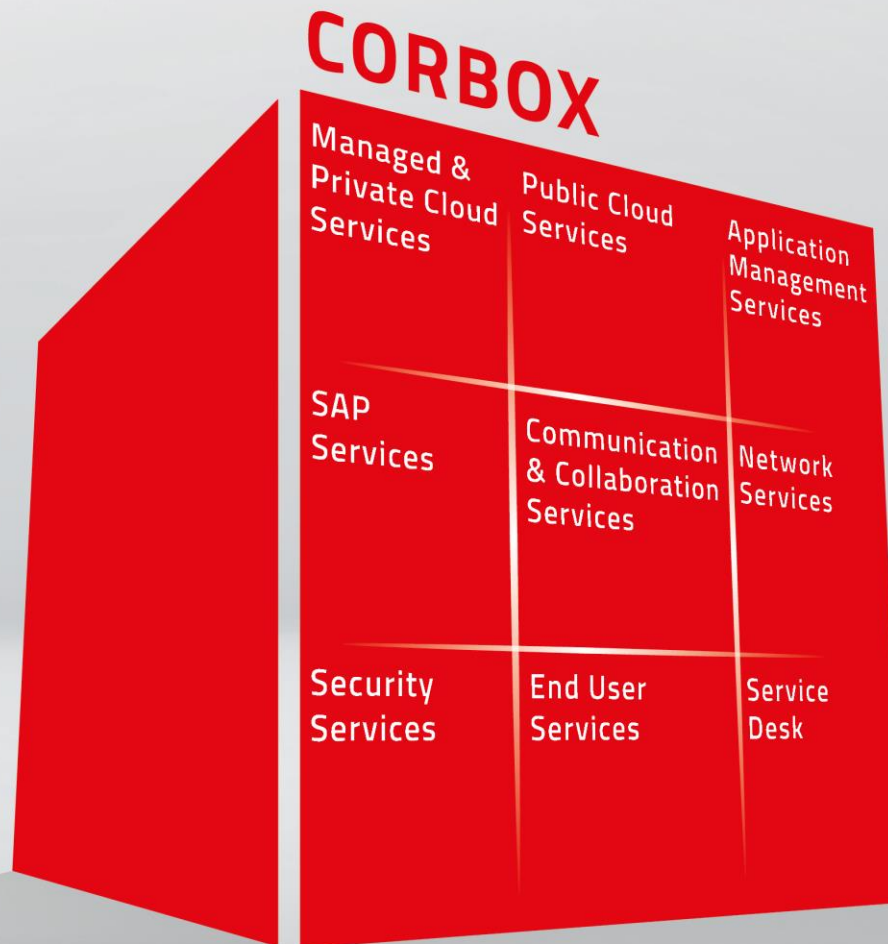 CORBOX
Managed &
Private Cloud
Services
Public Cloud
Services
Application
Management
Services
SAP
Services
Communication
& Collaboration
Services
Network
Services
Security
Services
End User
Services
Service
Desk